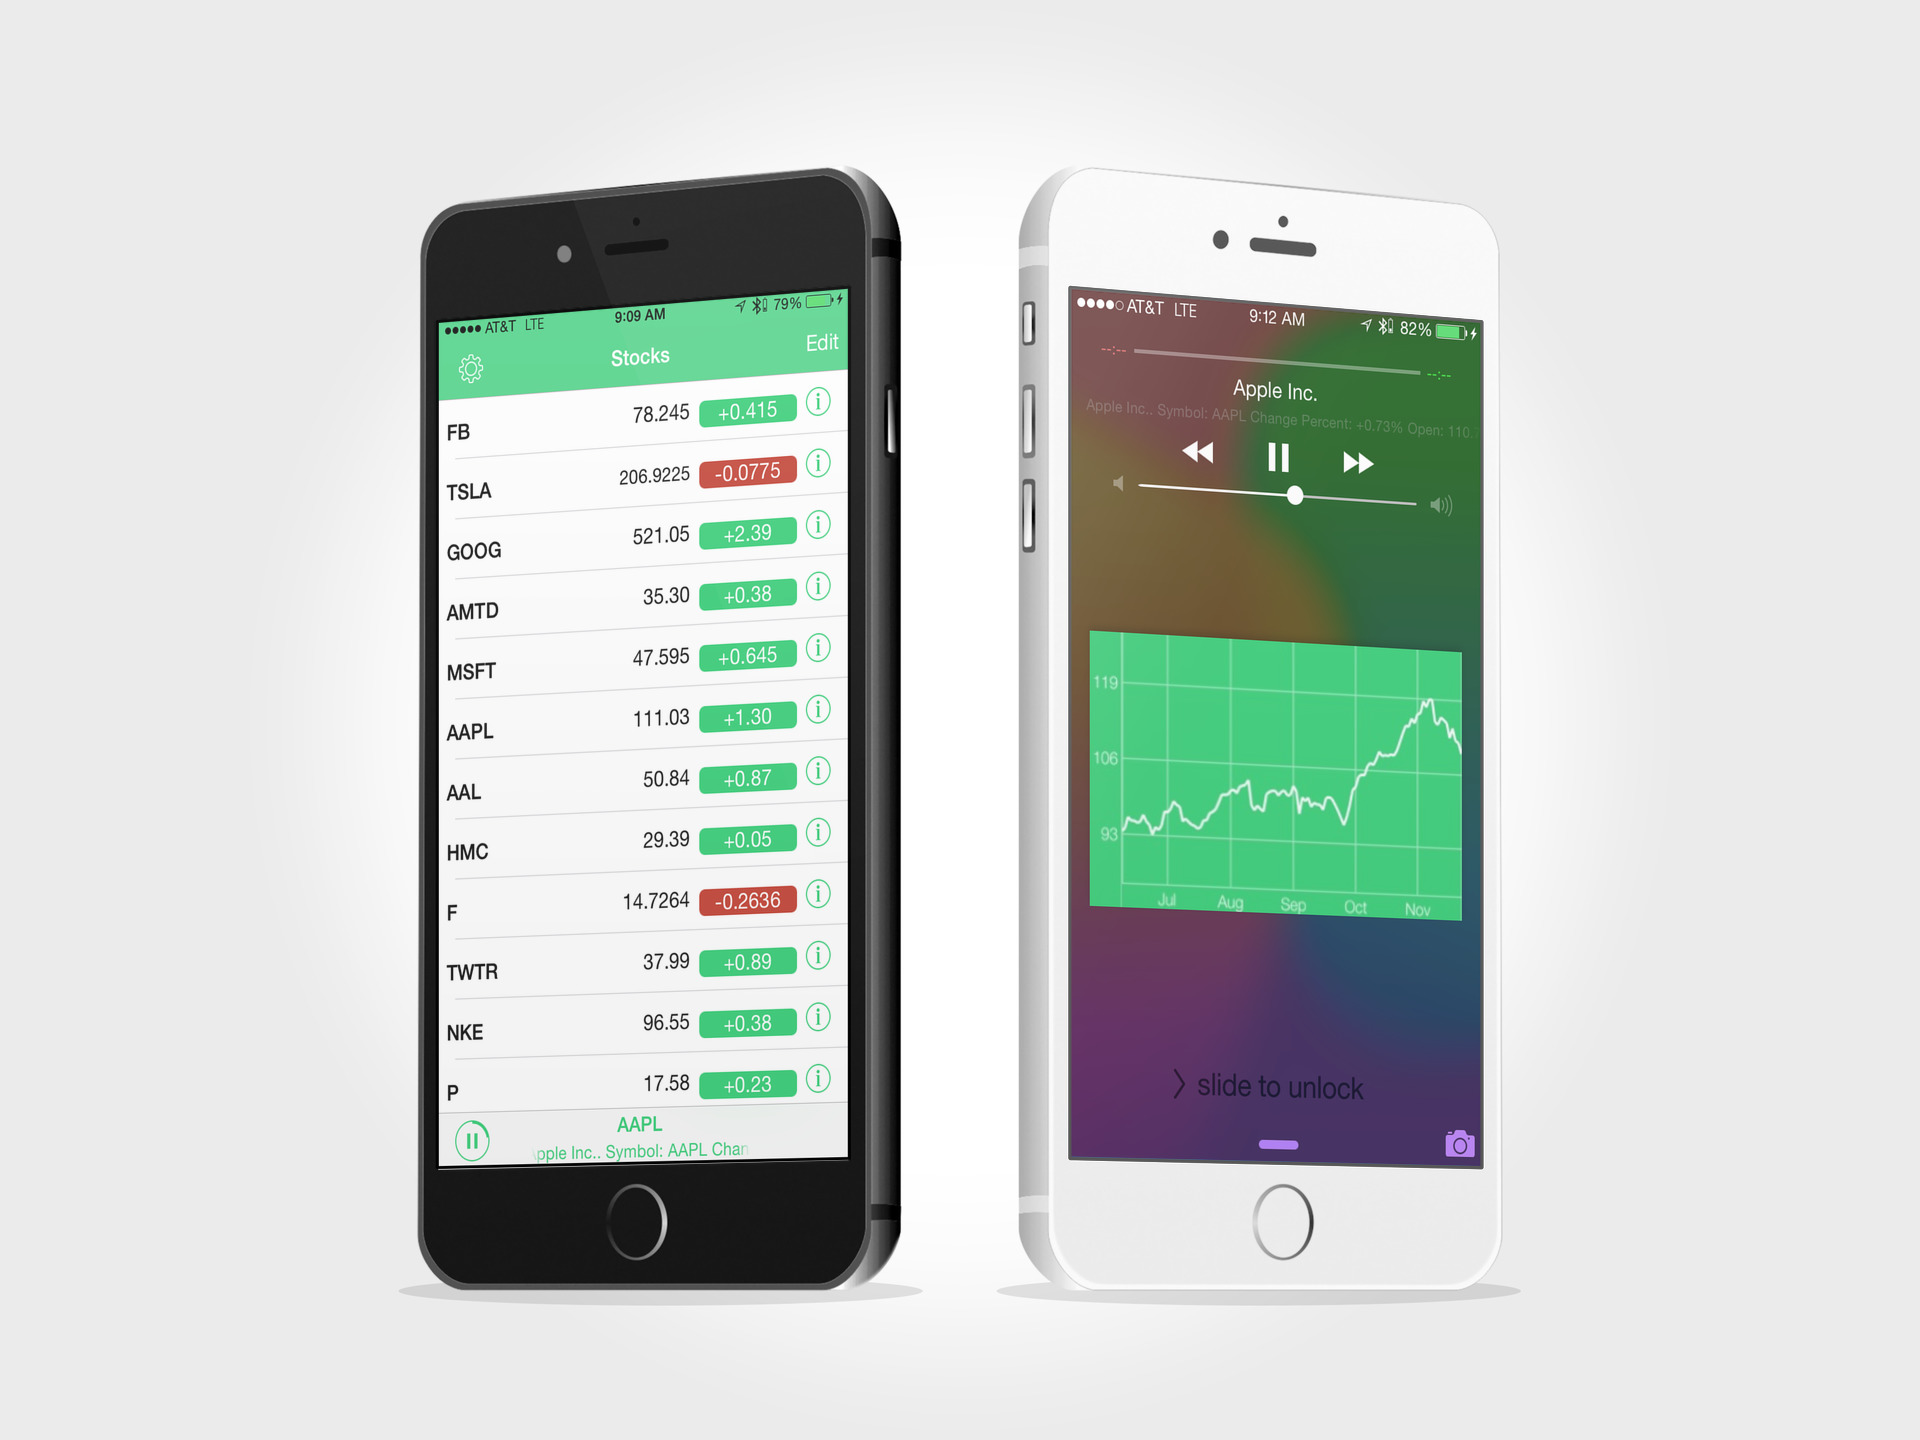 AT&T LTE 9:09 AM 79%
Stocks Edit
FB 78.245 +0.415
TSLA 206.9225 -0.0775
GOOG 521.05 +2.39
AMTD 35.30 +0.38
MSFT 47.595 +0.645
AAPL 111.03 +1.30
AAL 50.84 +0.87
HMC 29.39 +0.05
F 14.7264 -0.2636
TWTR 37.99 +0.89
NKE 96.55 +0.38
P 17.58 +0.23
AAPL
pple Inc.. Symbol: AAPL Chan
AT&T LTE 9:12 AM 82%
--:-- --:--
Apple Inc.
Apple Inc.. Symbol: AAPL Change Percent: +0.73% Open: 110.
119
106
93
Jul Aug Sep Oct Nov
slide to unlock